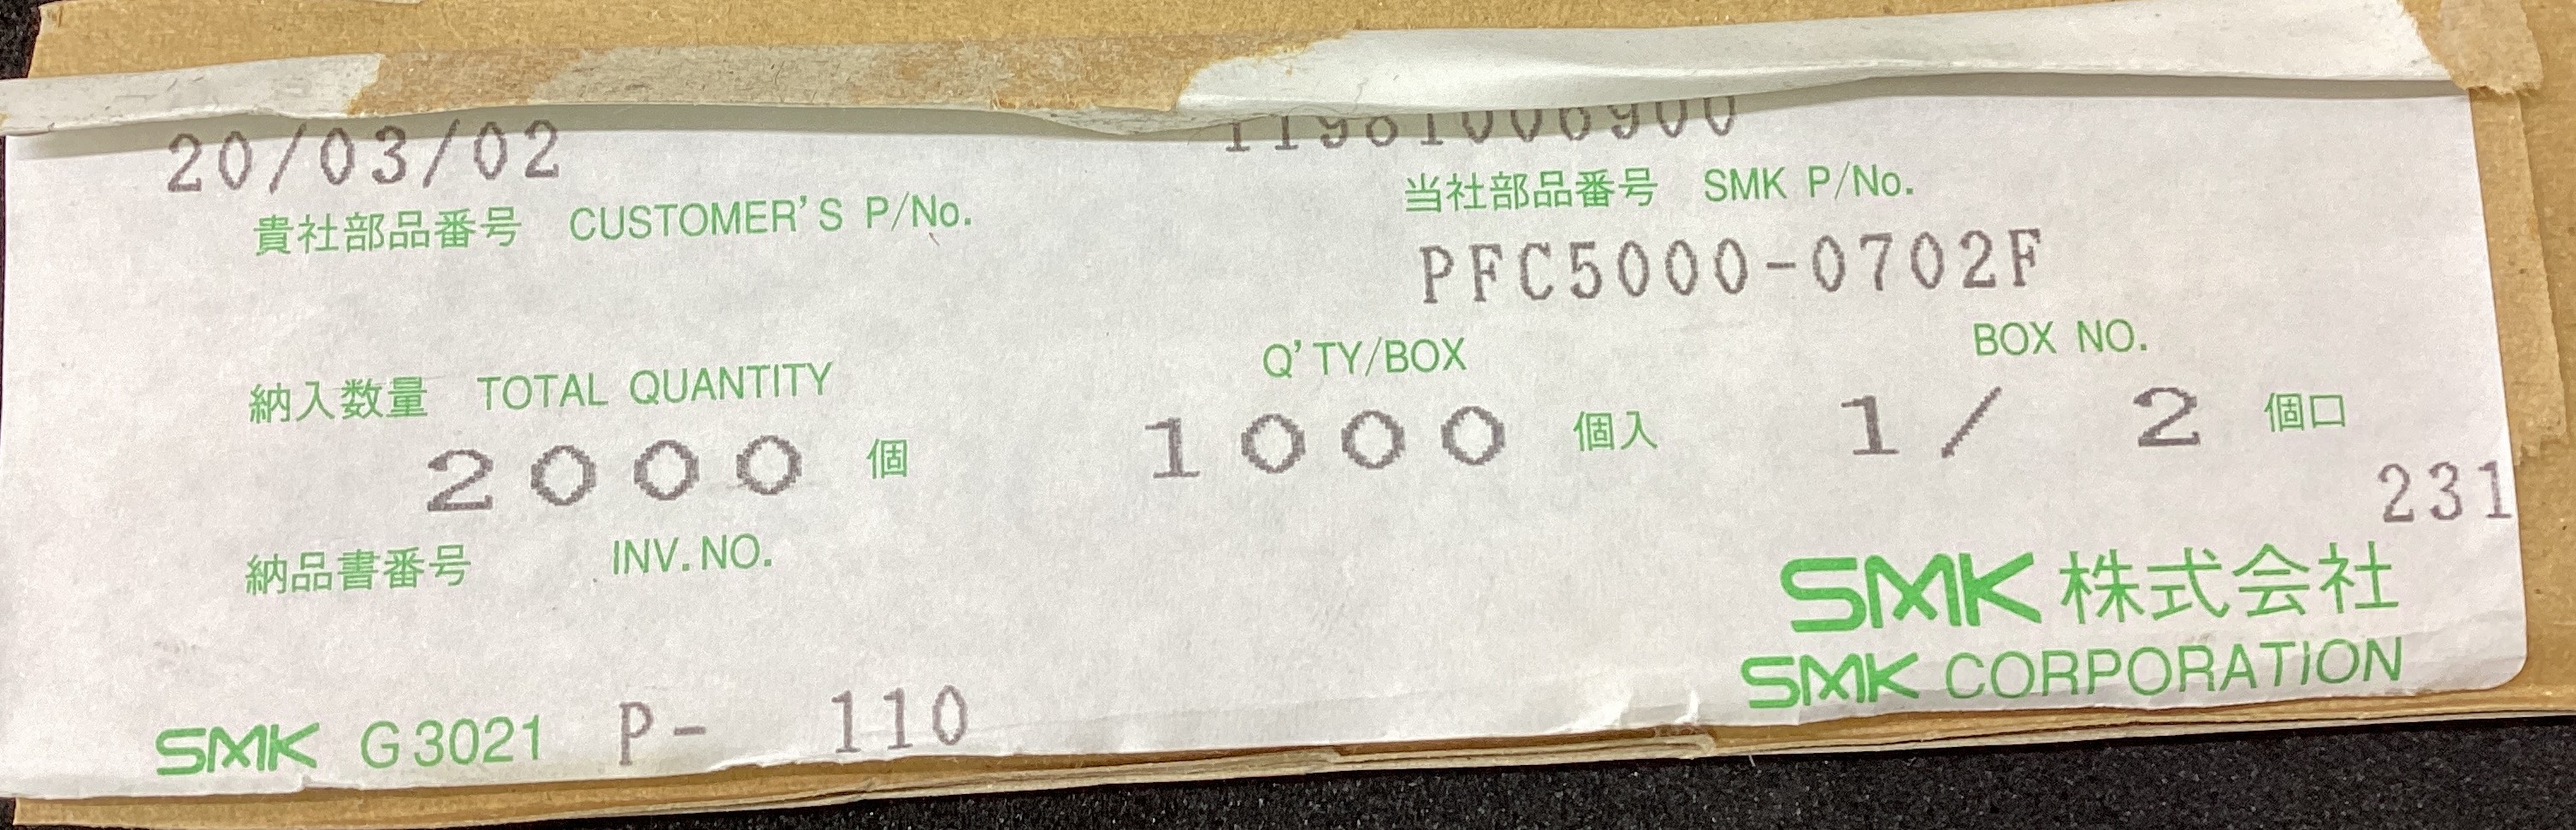 20/03/02
貴社部品番号 CUSTOMER'S P/No.
当社部品番号 SMK P/No.
PFC5000-0702F
納入数量 TOTAL QUANTITY
2000 個
Q'TY/BOX
1000 個入
BOX NO.
1/ 2 個口
231
納品書番号 INV.NO.
SMK 株式会社
SMK CORPORATION
SMK G3021 P- 110